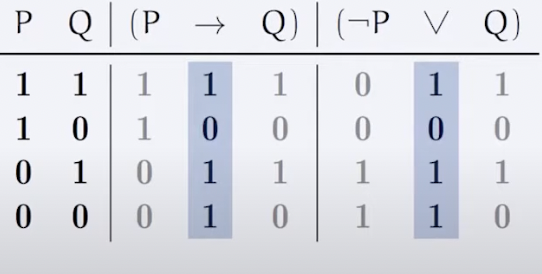 P Q (P → Q) (¬P ∨ Q)
1 1 1 1 1 0 1 1
1 0 1 0 0 0 0 0
0 1 0 1 1 1 1 1
0 0 0 1 0 1 1 0